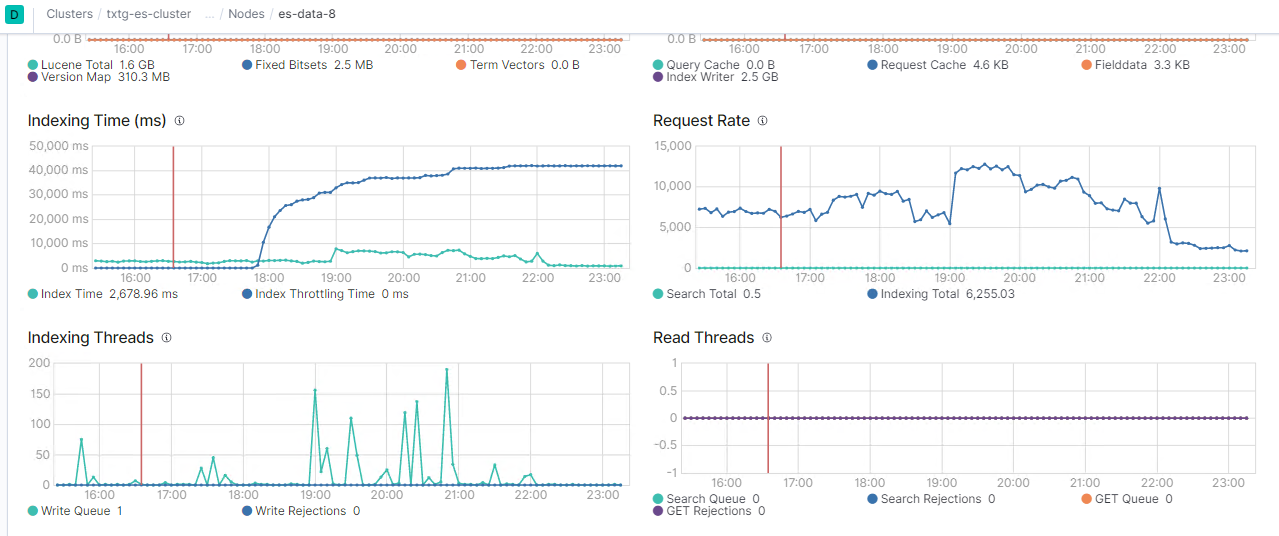 D Clusters / txtg-es-cluster ... / Nodes / es-data-8
0.0 B
16:00 17:00 18:00 19:00 20:00 21:00 22:00 23:00
Lucene Total 1.6 GB Fixed Bitsets 2.5 MB Term Vectors 0.0 B
Version Map 310.3 MB
0.0 B
16:00 17:00 18:00 19:00 20:00 21:00 22:00 23:00
Query Cache 0.0 B Request Cache 4.6 KB Fielddata 3.3 KB
Index Writer 2.5 GB
Indexing Time (ms)
50,000 ms
40,000 ms
30,000 ms
20,000 ms
10,000 ms
0 ms
16:00 17:00 18:00 19:00 20:00 21:00 22:00 23:00
Index Time 2,678.96 ms Index Throttling Time 0 ms
Request Rate
15,000
10,000
5,000
0
16:00 17:00 18:00 19:00 20:00 21:00 22:00 23:00
Search Total 0.5 Indexing Total 6,255.03
Indexing Threads
200
150
100
50
0
16:00 17:00 18:00 19:00 20:00 21:00 22:00 23:00
Write Queue 1 Write Rejections 0
Read Threads
1
0.5
0
-0.5
-1
16:00 17:00 18:00 19:00 20:00 21:00 22:00 23:00
Search Queue 0 Search Rejections 0 GET Queue 0
GET Rejections 0